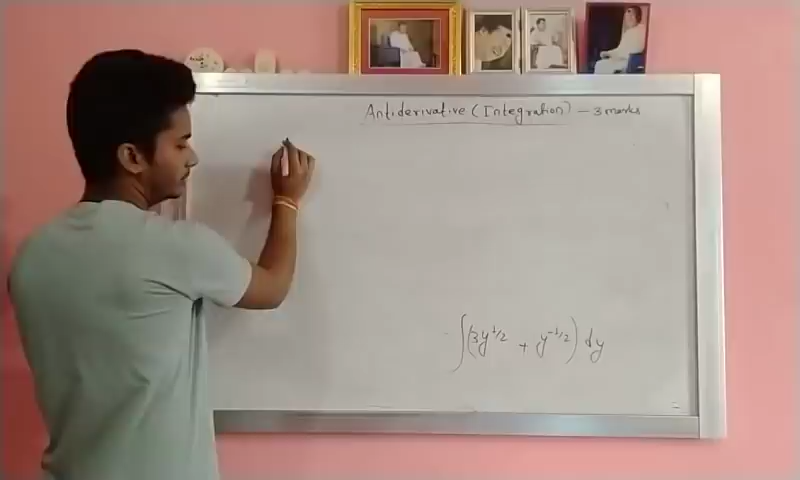 Antiderivative (Integration) - 3 marks
∫(3y^1/2 + y^-1/2) dy